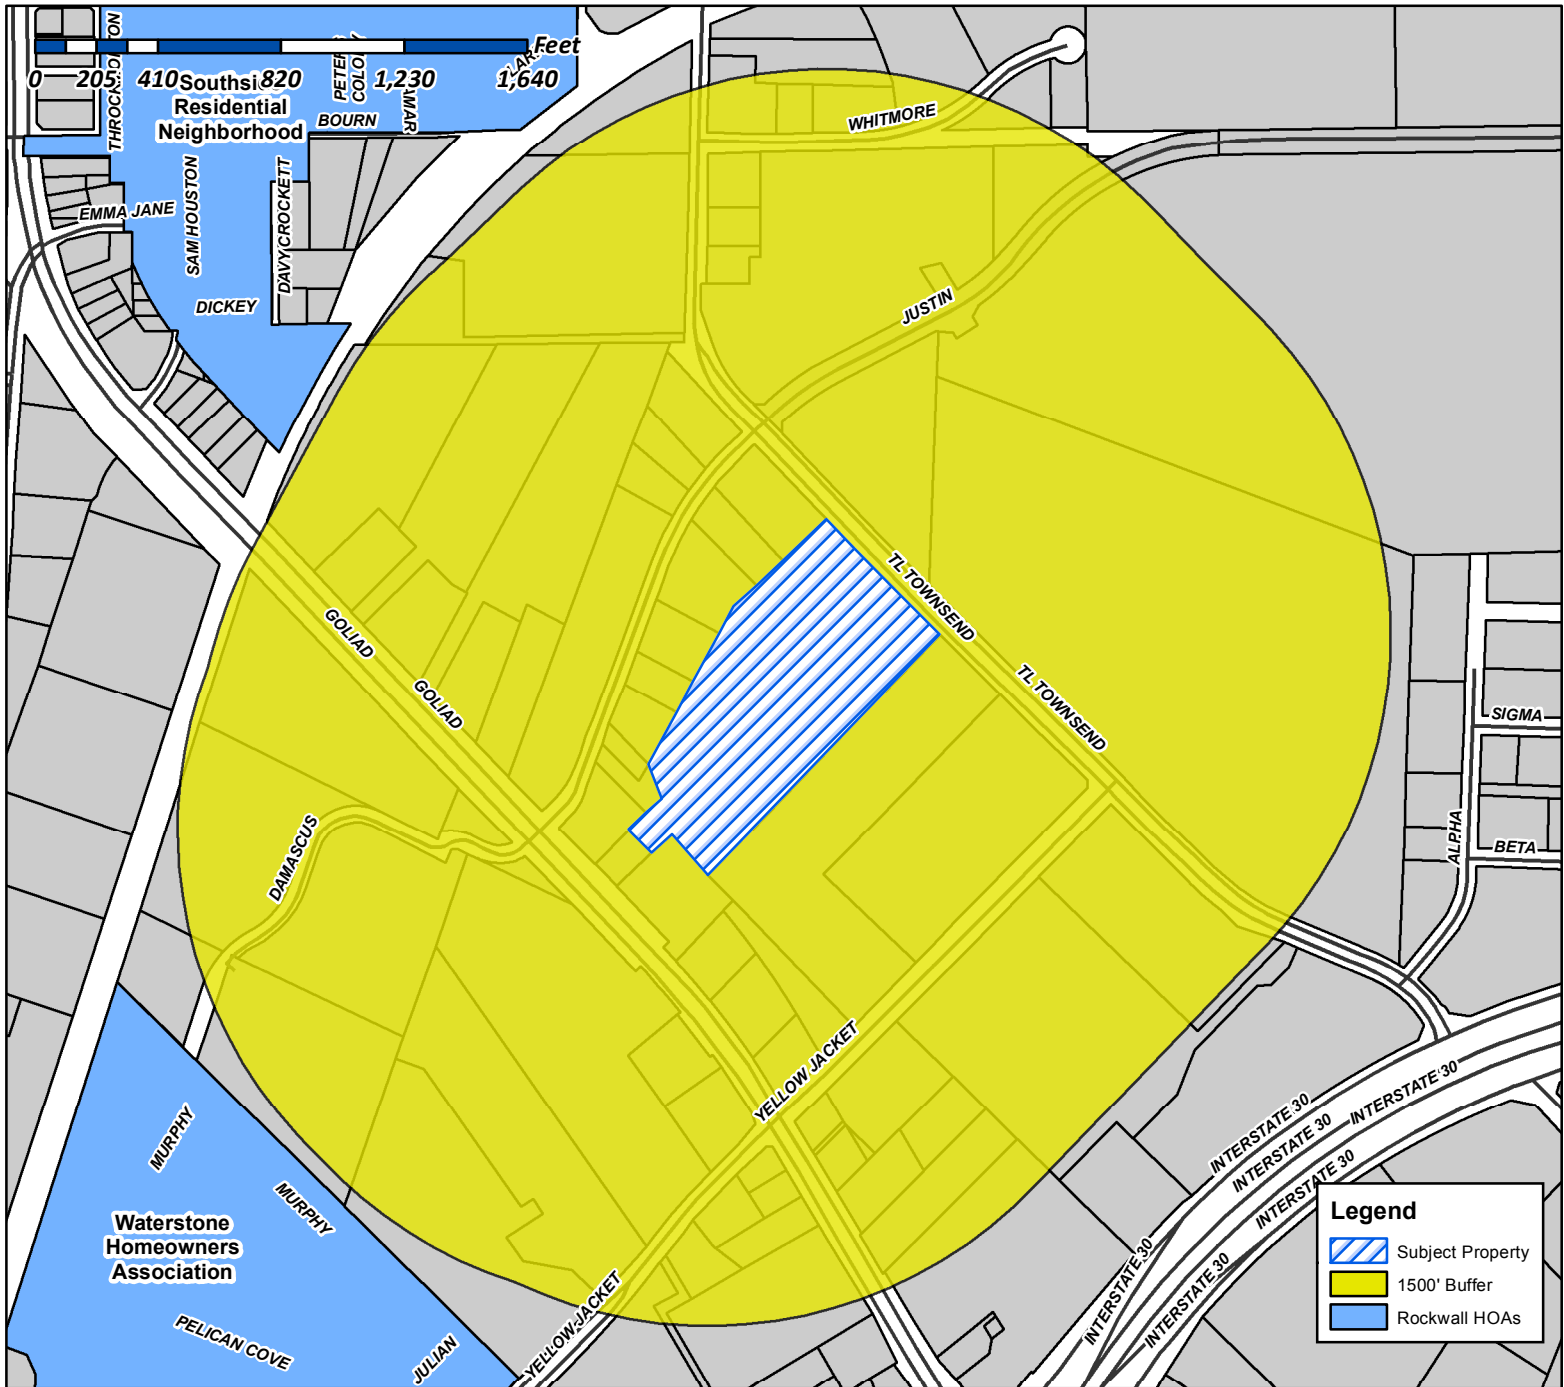 Feet
0 205 410 820 1,230 1,640
THROCKMORTON
Southside
Residential
Neighborhood
BOURN
WHITMORE
EMMA JANE
SAM HOUSTON
DAVY CROCKETT
DICKEY
JUSTIN
TL TOWNSEND
TL TOWNSEND
GOLIAD
GOLIAD
SIGMA
ALPHA
BETA
DAMASCUS
YELLOW JACKET
INTERSTATE 30
INTERSTATE 30
INTERSTATE 30
INTERSTATE 30
INTERSTATE 30
INTERSTATE 30
MURPHY
MURPHY
Waterstone
Homeowners
Association
PELICAN COVE
JULIAN
YELLOW JACKET
Legend
Subject Property
1500' Buffer
Rockwall HOAs